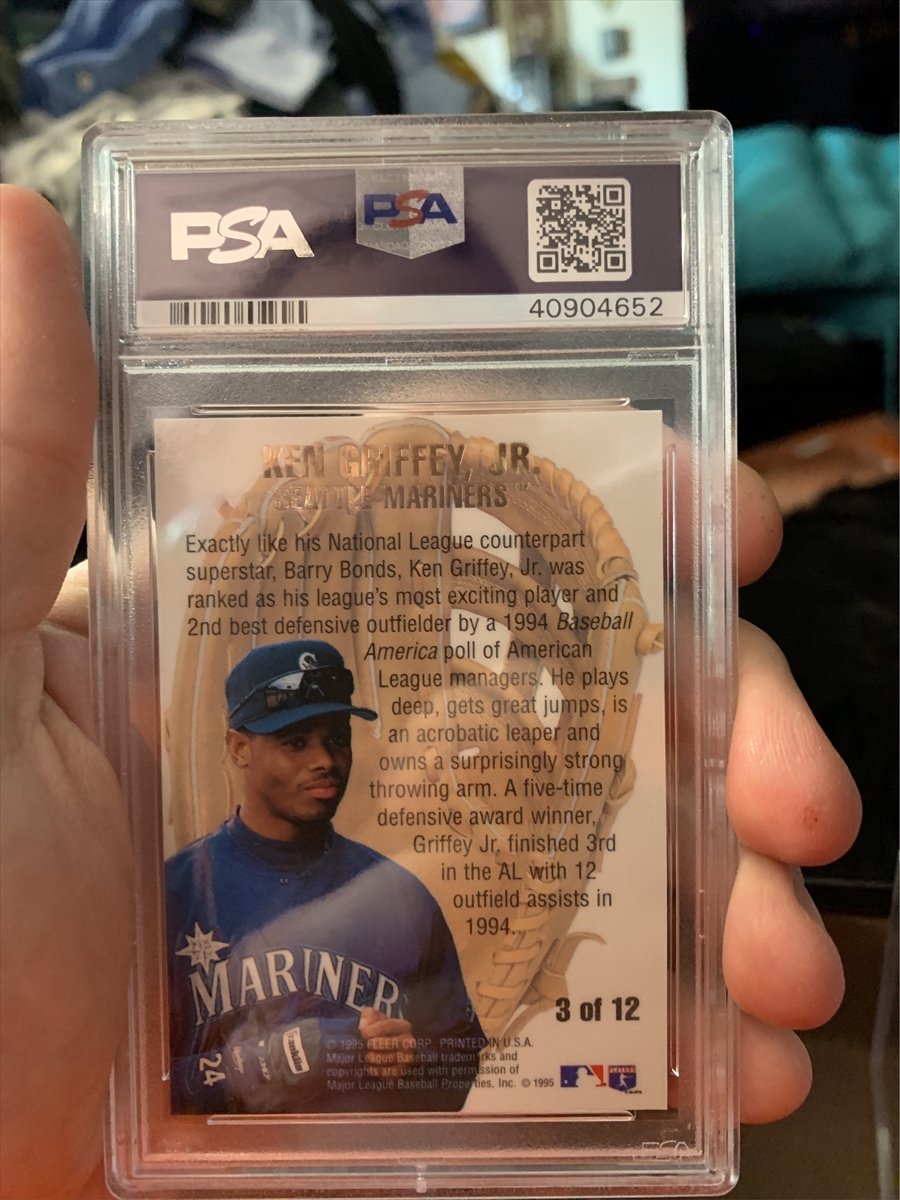 PSA
PSA
40904652
KEN GRIFFEY, JR.
SEATTLE MARINERS™
Exactly like his National League counterpart
superstar, Barry Bonds, Ken Griffey, Jr. was
ranked as his league's most exciting player and
2nd best defensive outfielder by a 1994 Baseball
America poll of American
League managers. He plays
deep, gets great jumps, is
an acrobatic leaper and
owns a surprisingly strong
throwing arm. A five-time
defensive award winner,
Griffey Jr. finished 3rd
in the AL with 12
outfield assists in
1994.
MARINER
24
Franklin
3 of 12
© 1995 FLEER CORP., PRINTED IN U.S.A.
Major League Baseball trademarks and
copyrights are used with permission of
Major League Baseball Properties, Inc. © 1995
PSA